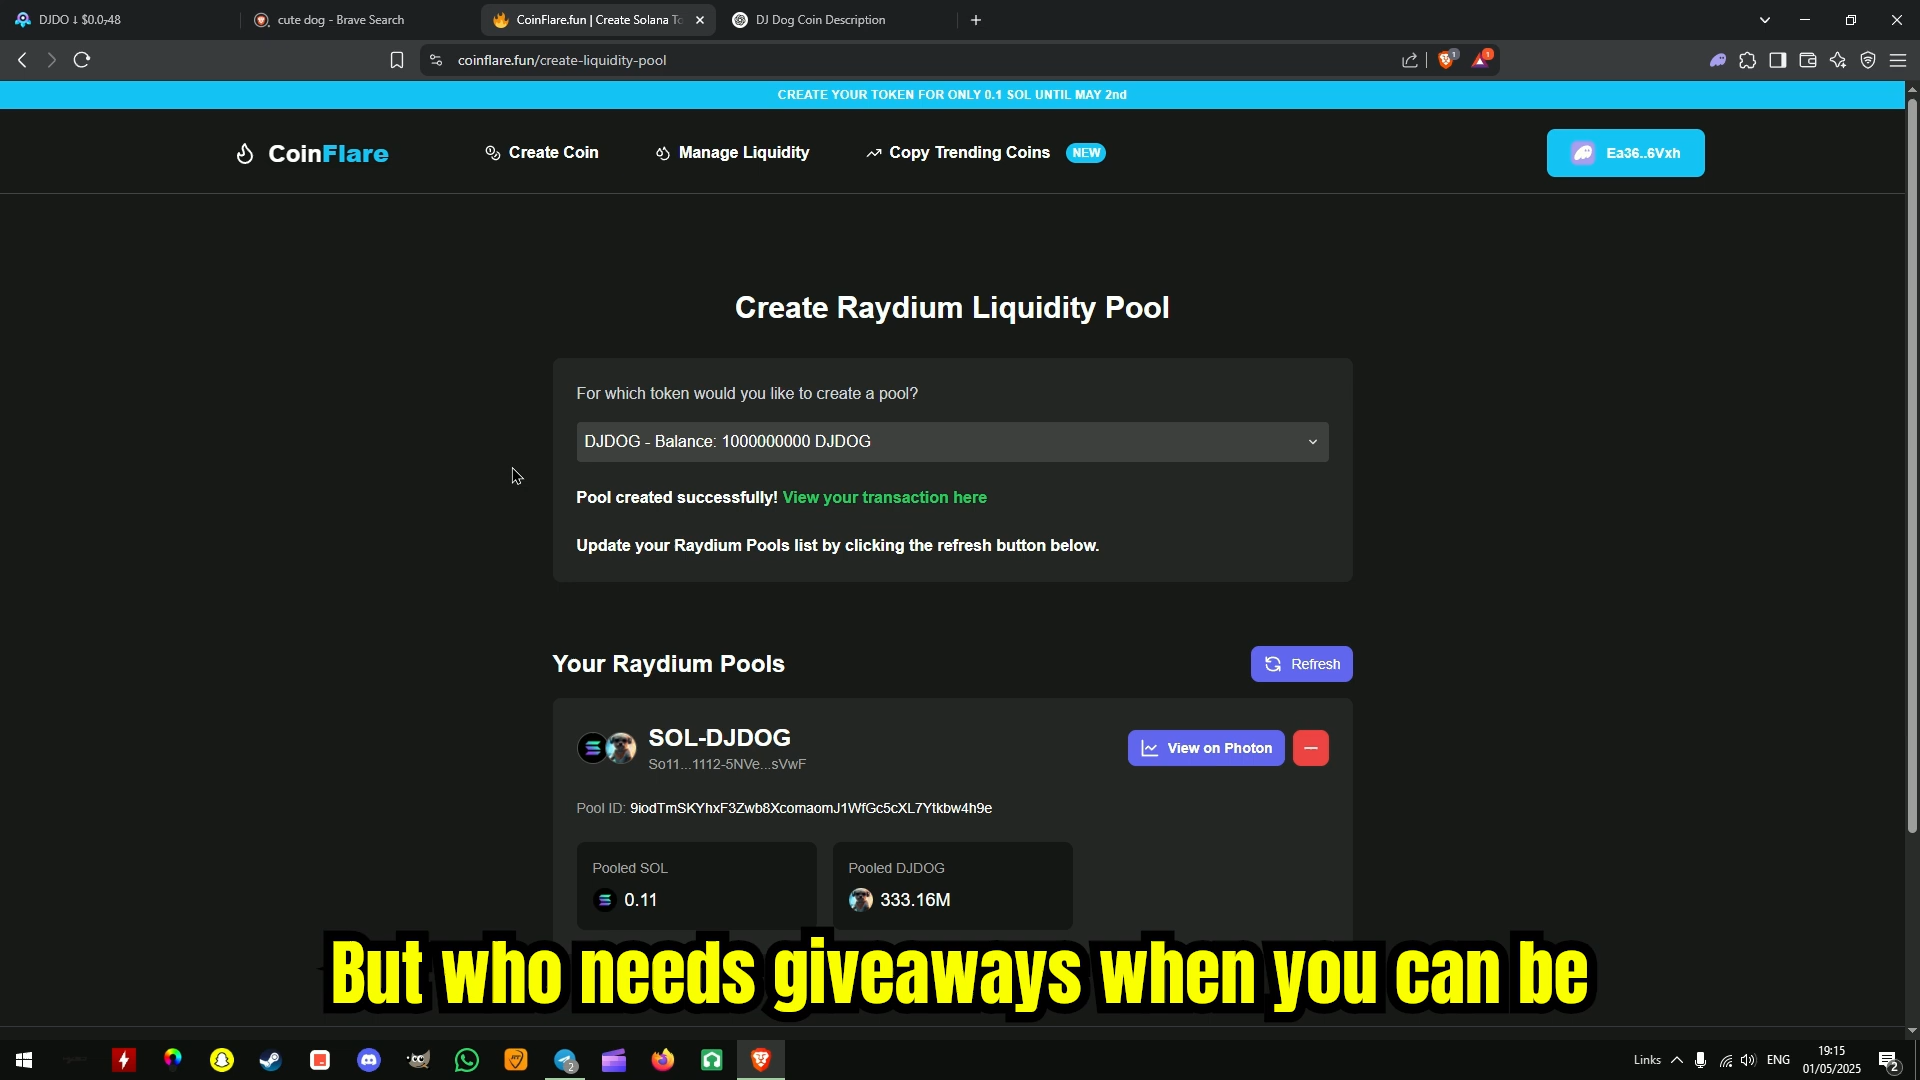 DJDO ↓ $0.0₇48
cute dog - Brave Search
CoinFlare.fun | Create Solana To
DJ Dog Coin Description
coinflare.fun/create-liquidity-pool
1
1
CREATE YOUR TOKEN FOR ONLY 0.1 SOL UNTIL MAY 2nd
CoinFlare
Create Coin
Manage Liquidity
Copy Trending Coins
NEW
Ea36..6Vxh
Create Raydium Liquidity Pool
For which token would you like to create a pool?
DJDOG - Balance: 1000000000 DJDOG
Pool created successfully! View your transaction here
Update your Raydium Pools list by clicking the refresh button below.
Your Raydium Pools
Refresh
SOL-DJDOG
So11...1112-5NVe...sVwF
View on Photon
Pool ID: 9iodTmSKYhxF3Zwb8XcomaomJ1WfGc5cXL7Ytkbw4h9e
Pooled SOL
0.11
Pooled DJDOG
333.16M
But who needs giveaways when you can be
2
Links
ENG
19:15
01/05/2025
2